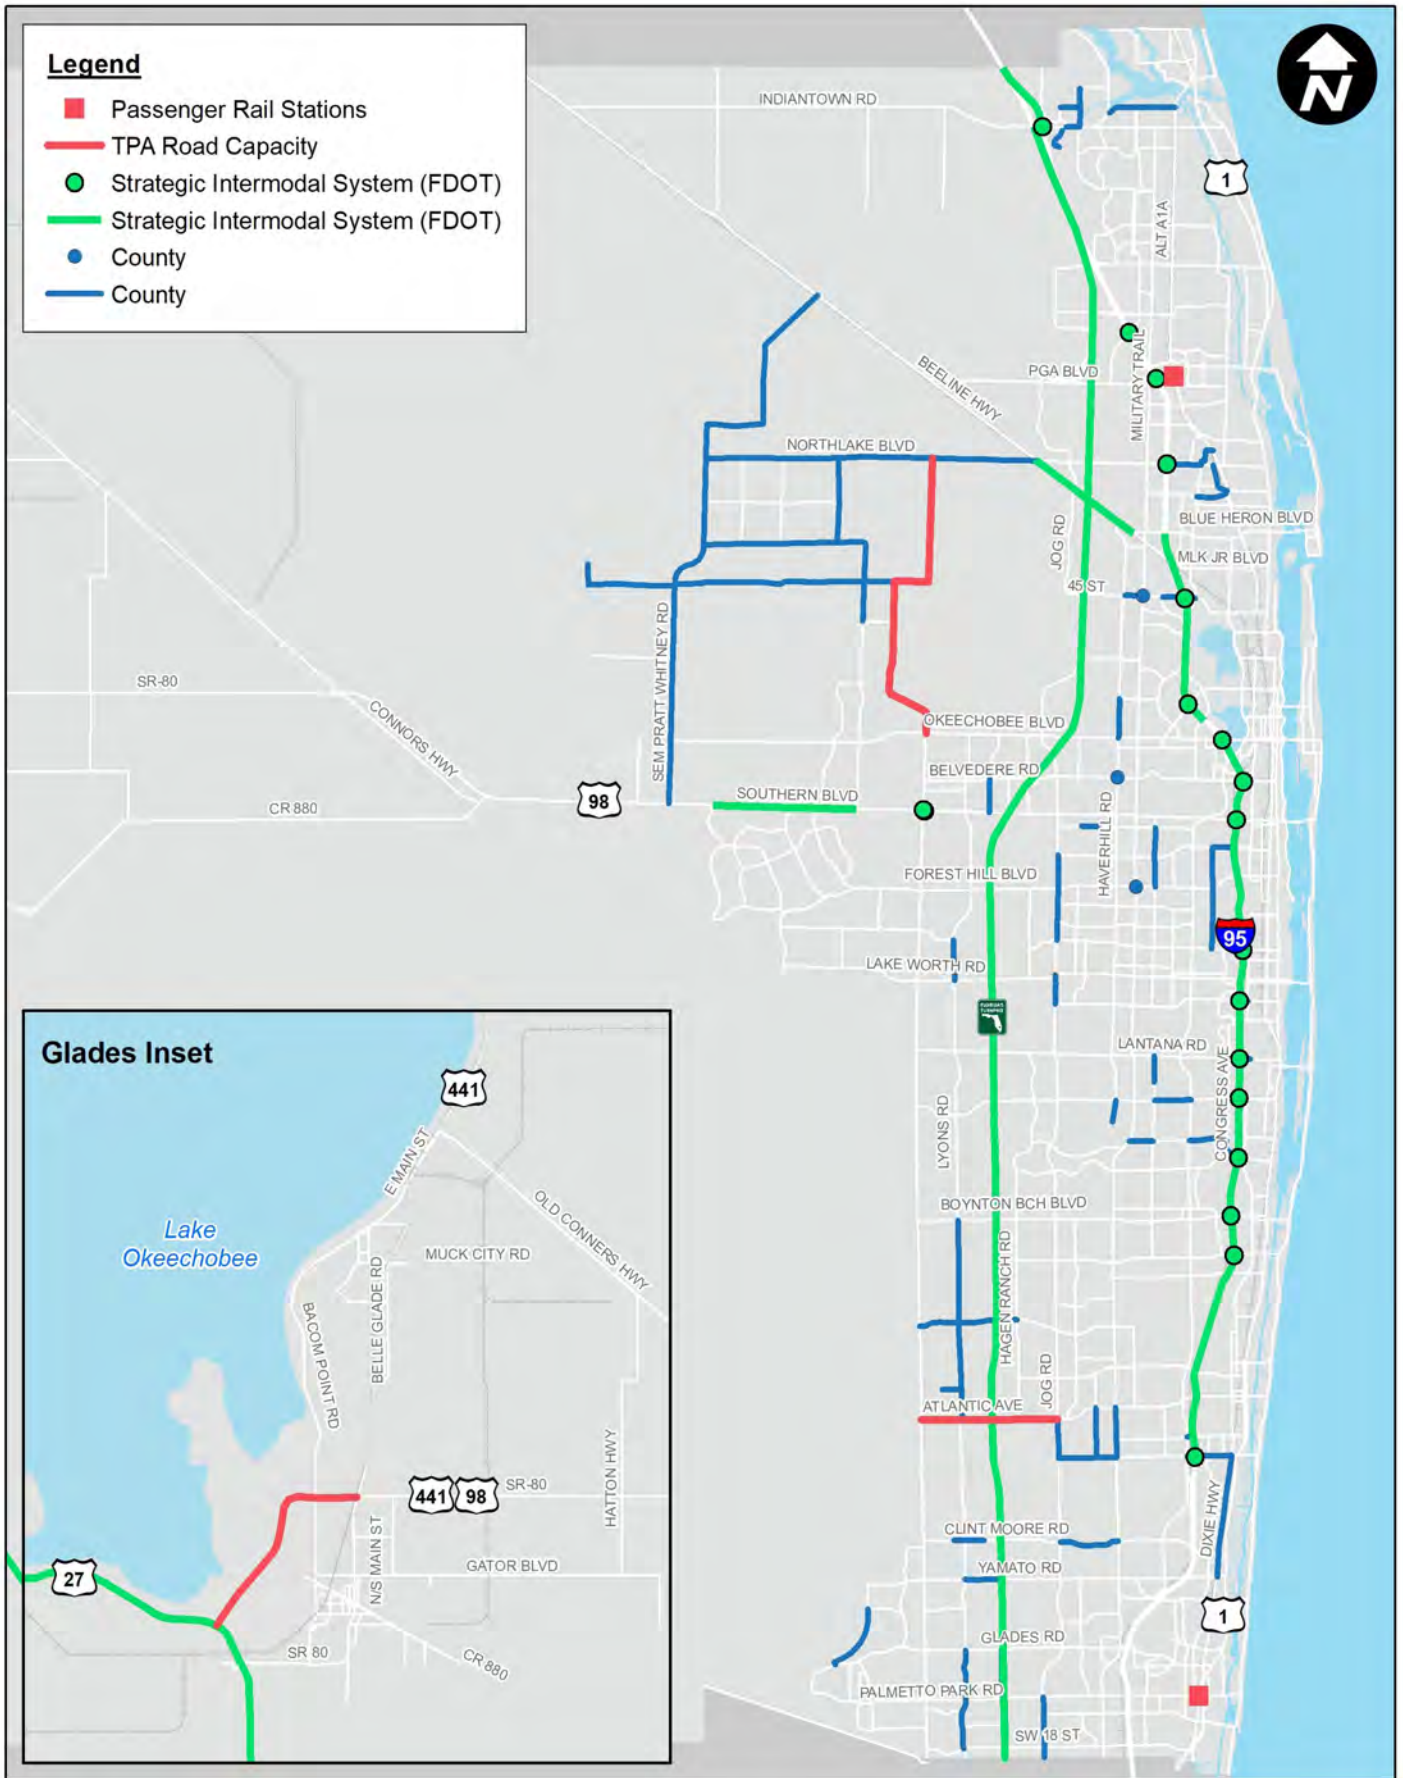 Legend
Passenger Rail Stations
TPA Road Capacity
Strategic Intermodal System (FDOT)
Strategic Intermodal System (FDOT)
County
County
N
INDIANTOWN RD
1
ALT A1A
MILITARY TRAIL
PGA BLVD
BEELINE HWY
NORTHLAKE BLVD
BLUE HERON BLVD
JOG RD
MLK JR BLVD
45 ST
SEM PRATT WHITNEY RD
SR-80
CONNORS HWY
OKEECHOBEE BLVD
BELVEDERE RD
98
SOUTHERN BLVD
CR 880
HAVERHILL RD
FOREST HILL BLVD
95
LAKE WORTH RD
LANTANA RD
CONGRESS AVE
LYONS RD
BOYNTON BCH BLVD
HAGEN RANCH RD
JOG RD
ATLANTIC AVE
DIXIE HWY
CLINT MOORE RD
YAMATO RD
1
GLADES RD
PALMETTO PARK RD
SW 18 ST
Glades Inset
441
E MAIN ST
OLD CONNERS HWY
Lake
Okeechobee
MUCK CITY RD
BELLE GLADE RD
BACOM POINT RD
HATTON HWY
441
98
SR-80
N/S MAIN ST
GATOR BLVD
27
SR 80
CR 880